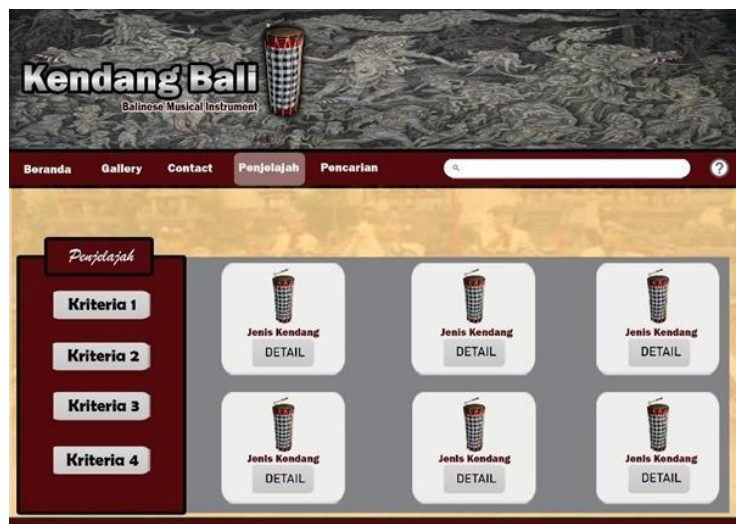 Kendang Bali
Balinese Musical Instrument
Beranda Gallery Contact Penjelajah Pencarian ?
Penjelajah
Kriteria 1
Kriteria 2
Kriteria 3
Kriteria 4
Jenis Kendang Jenis Kendang Jenis Kendang
DETAIL DETAIL DETAIL
Jenis Kendang Jenis Kendang Jenis Kendang
DETAIL DETAIL DETAIL